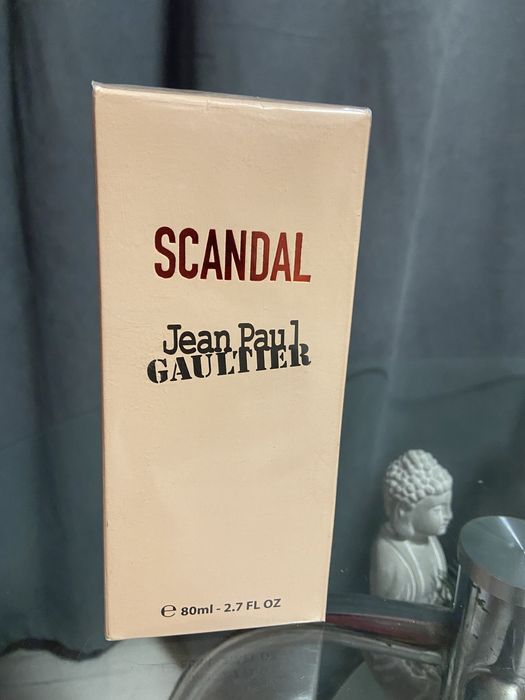 SCANDAL
Jean Paul
GAULTIER
℮ 80ml - 2.7 FL OZ